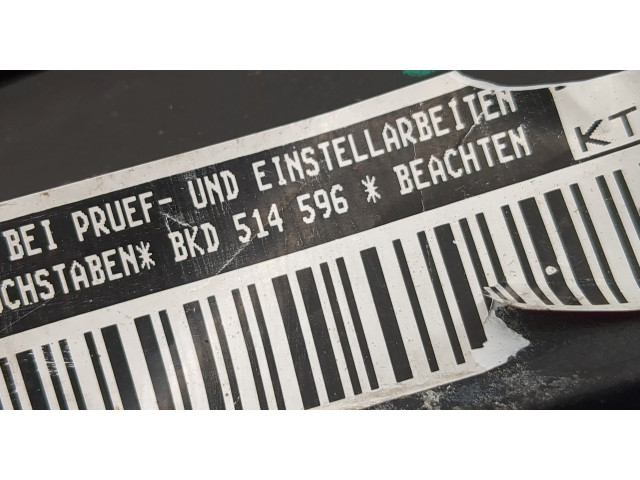 BEI PRUEF- UND EINSTELLARBEITEN
CHSTABEN* BKD 514 596 * BEACHTEN
KT